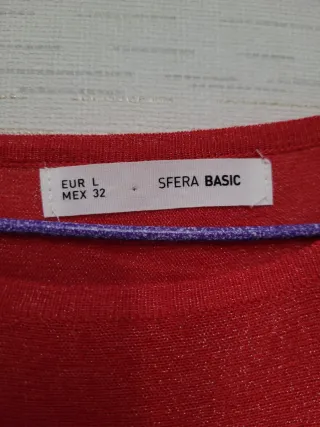 EUR L
MEX 32
SFERA BASIC